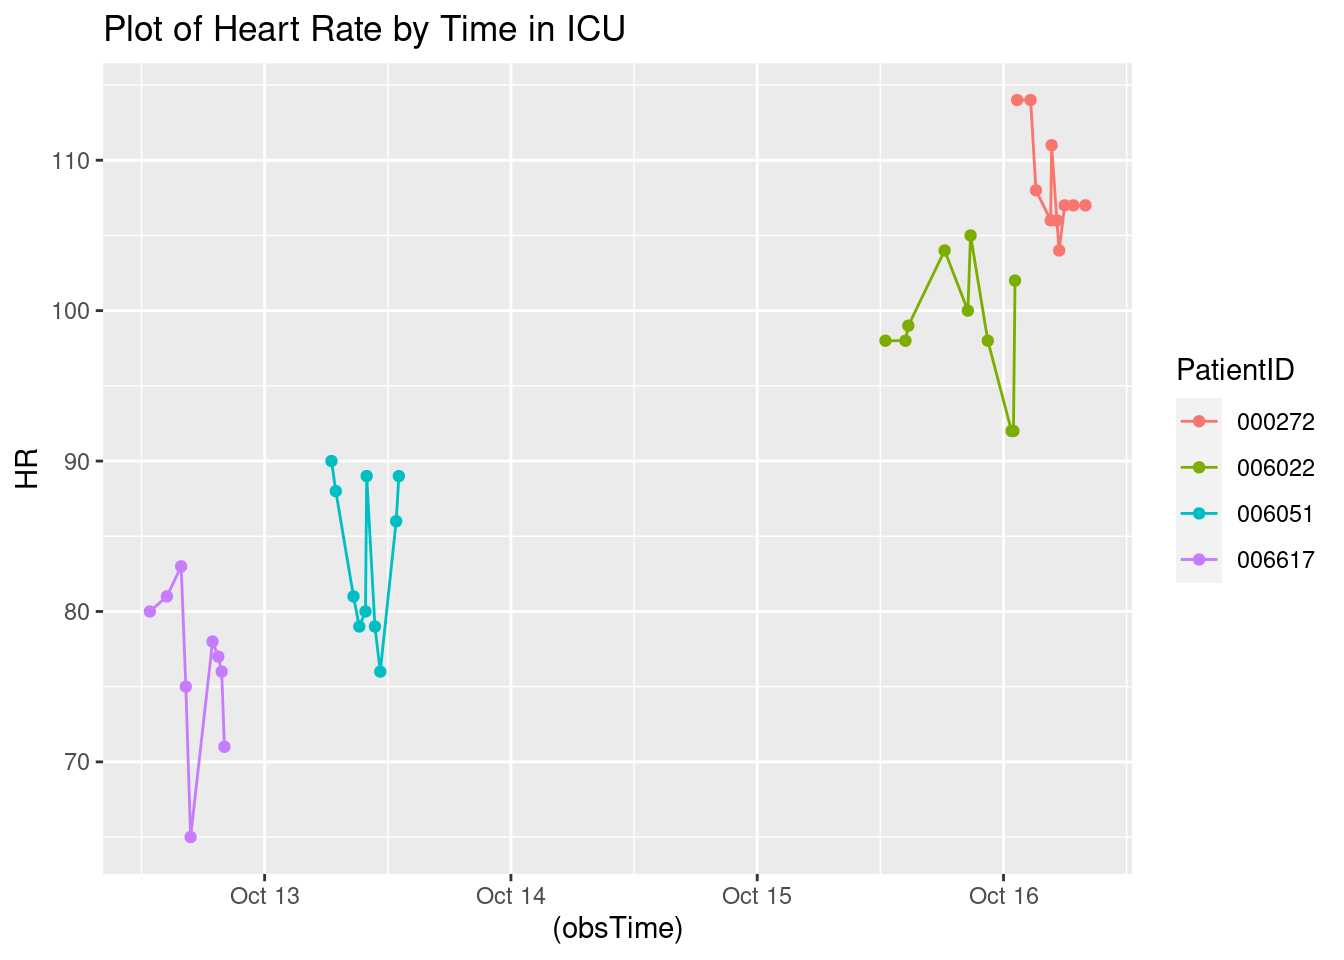 Plot of Heart Rate by Time in ICU
HR
110
100
90
80
70
Oct 13
Oct 14
Oct 15
Oct 16
(obsTime)
PatientID
000272
006022
006051
006617